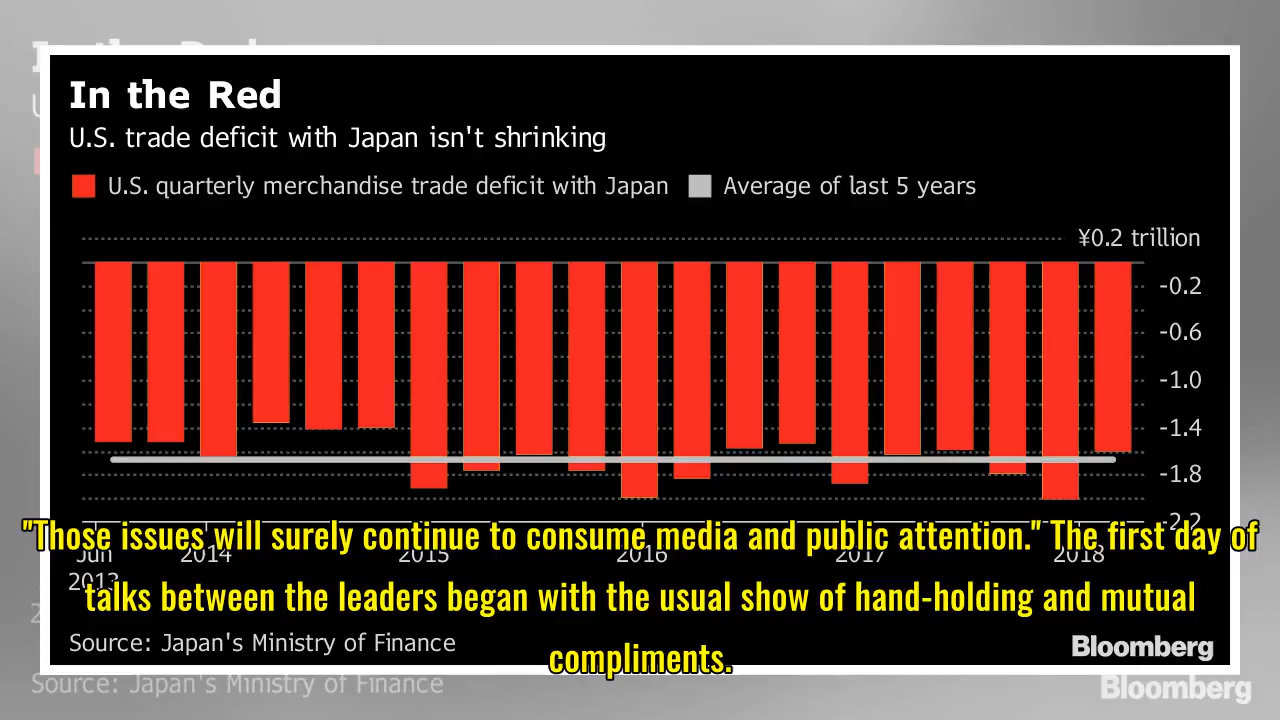 In the Red
U.S. trade deficit with Japan isn't shrinking
U.S. quarterly merchandise trade deficit with Japan Average of last 5 years
¥0.2 trillion
-0.2
-0.6
-1.0
-1.4
-1.8
-2.2
"Those issues will surely continue to consume media and public attention." The first day of
Jun 2014 2015 2016 2017 2018
2013
talks between the leaders began with the usual show of hand-holding and mutual
Source: Japan's Ministry of Finance Bloomberg
compliments.
Source: Japan's Ministry of Finance Bloomberg